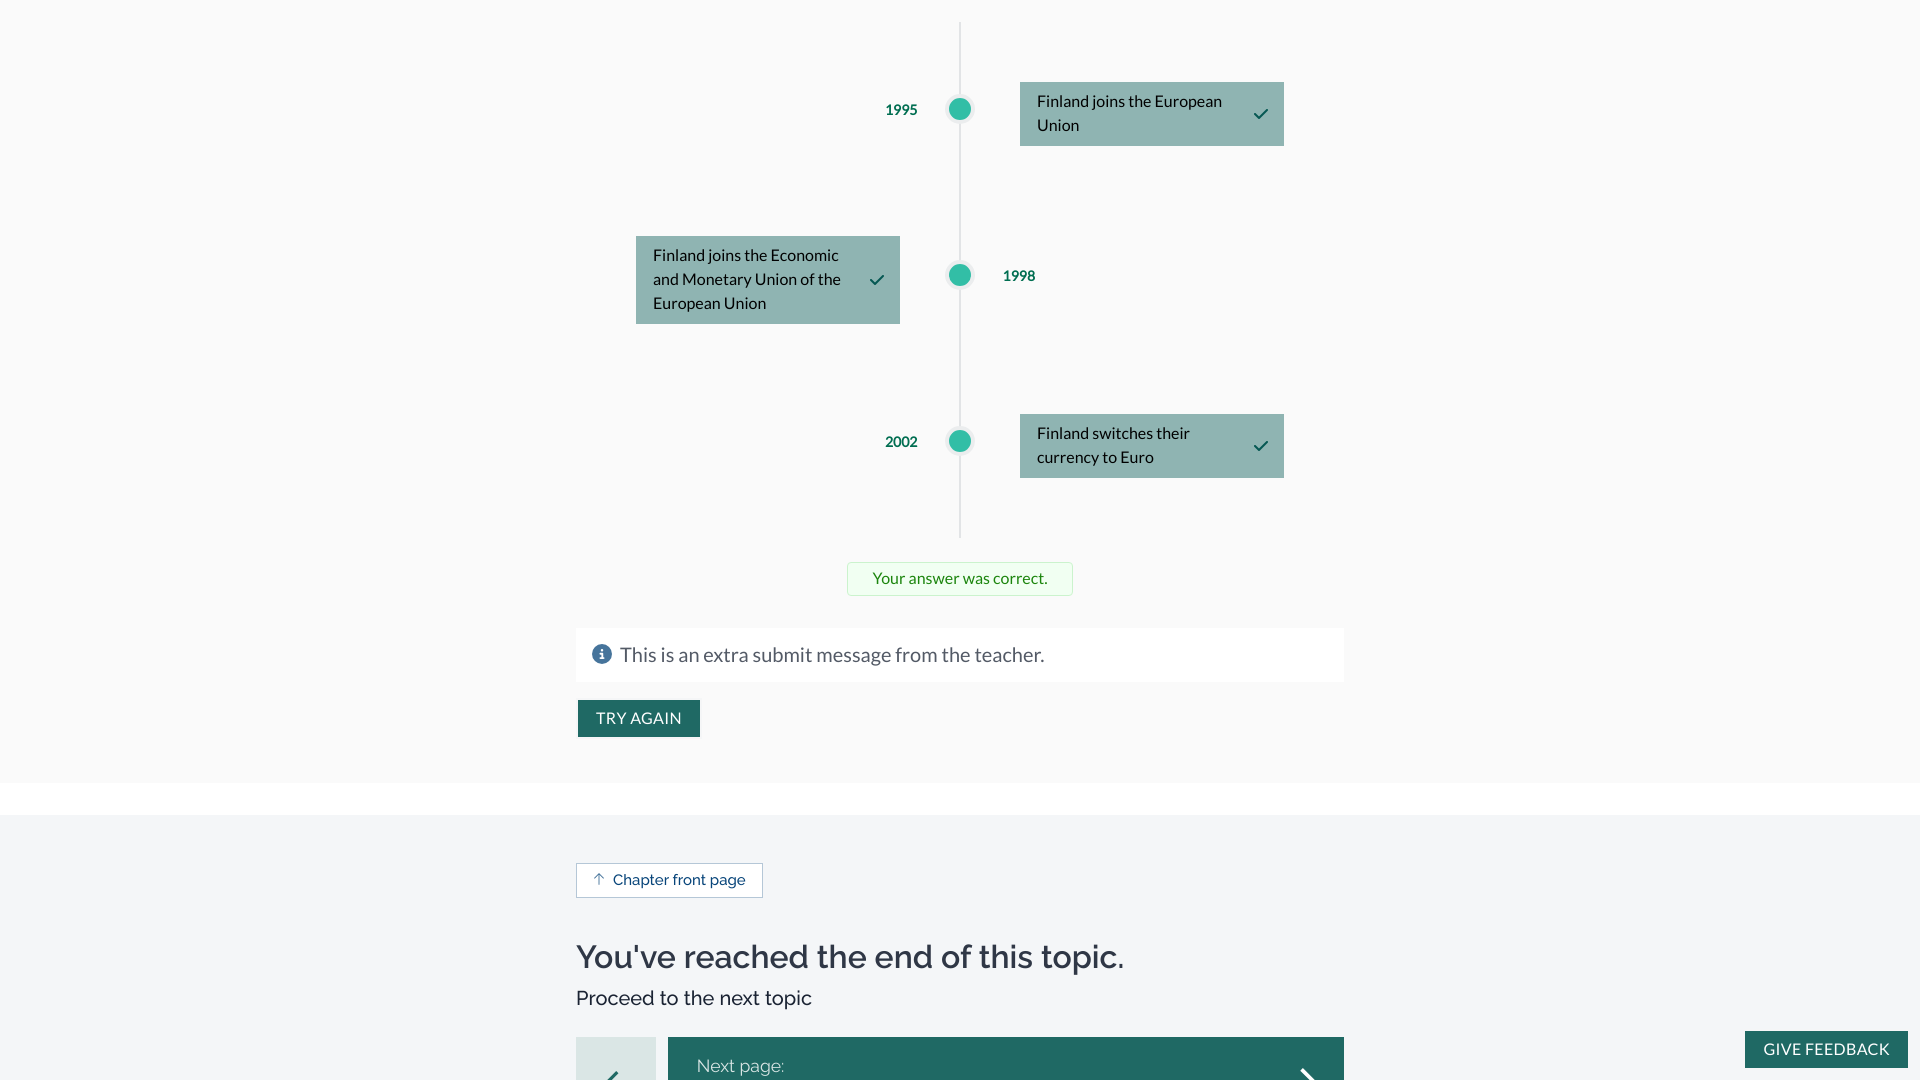 1995
Finland joins the European
Union
Finland joins the Economic
and Monetary Union of the
European Union
1998
2002
Finland switches their
currency to Euro
Your answer was correct.
This is an extra submit message from the teacher.
TRY AGAIN
Chapter front page
You've reached the end of this topic.
Proceed to the next topic
Next page:
GIVE FEEDBACK